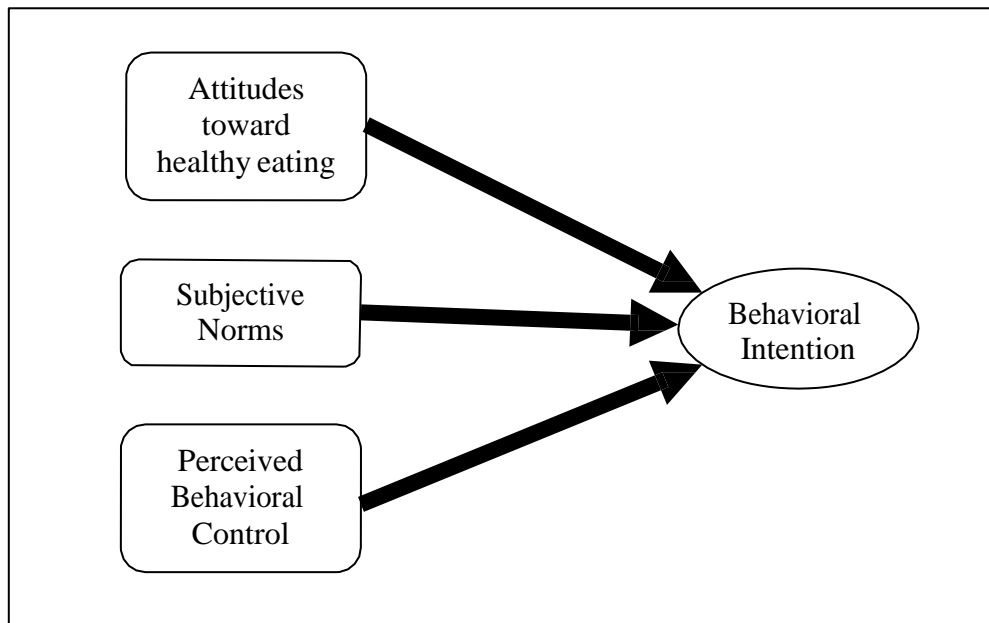 Attitudes
toward
healthy eating
Subjective
Norms
Perceived
Behavioral
Control
Behavioral
Intention